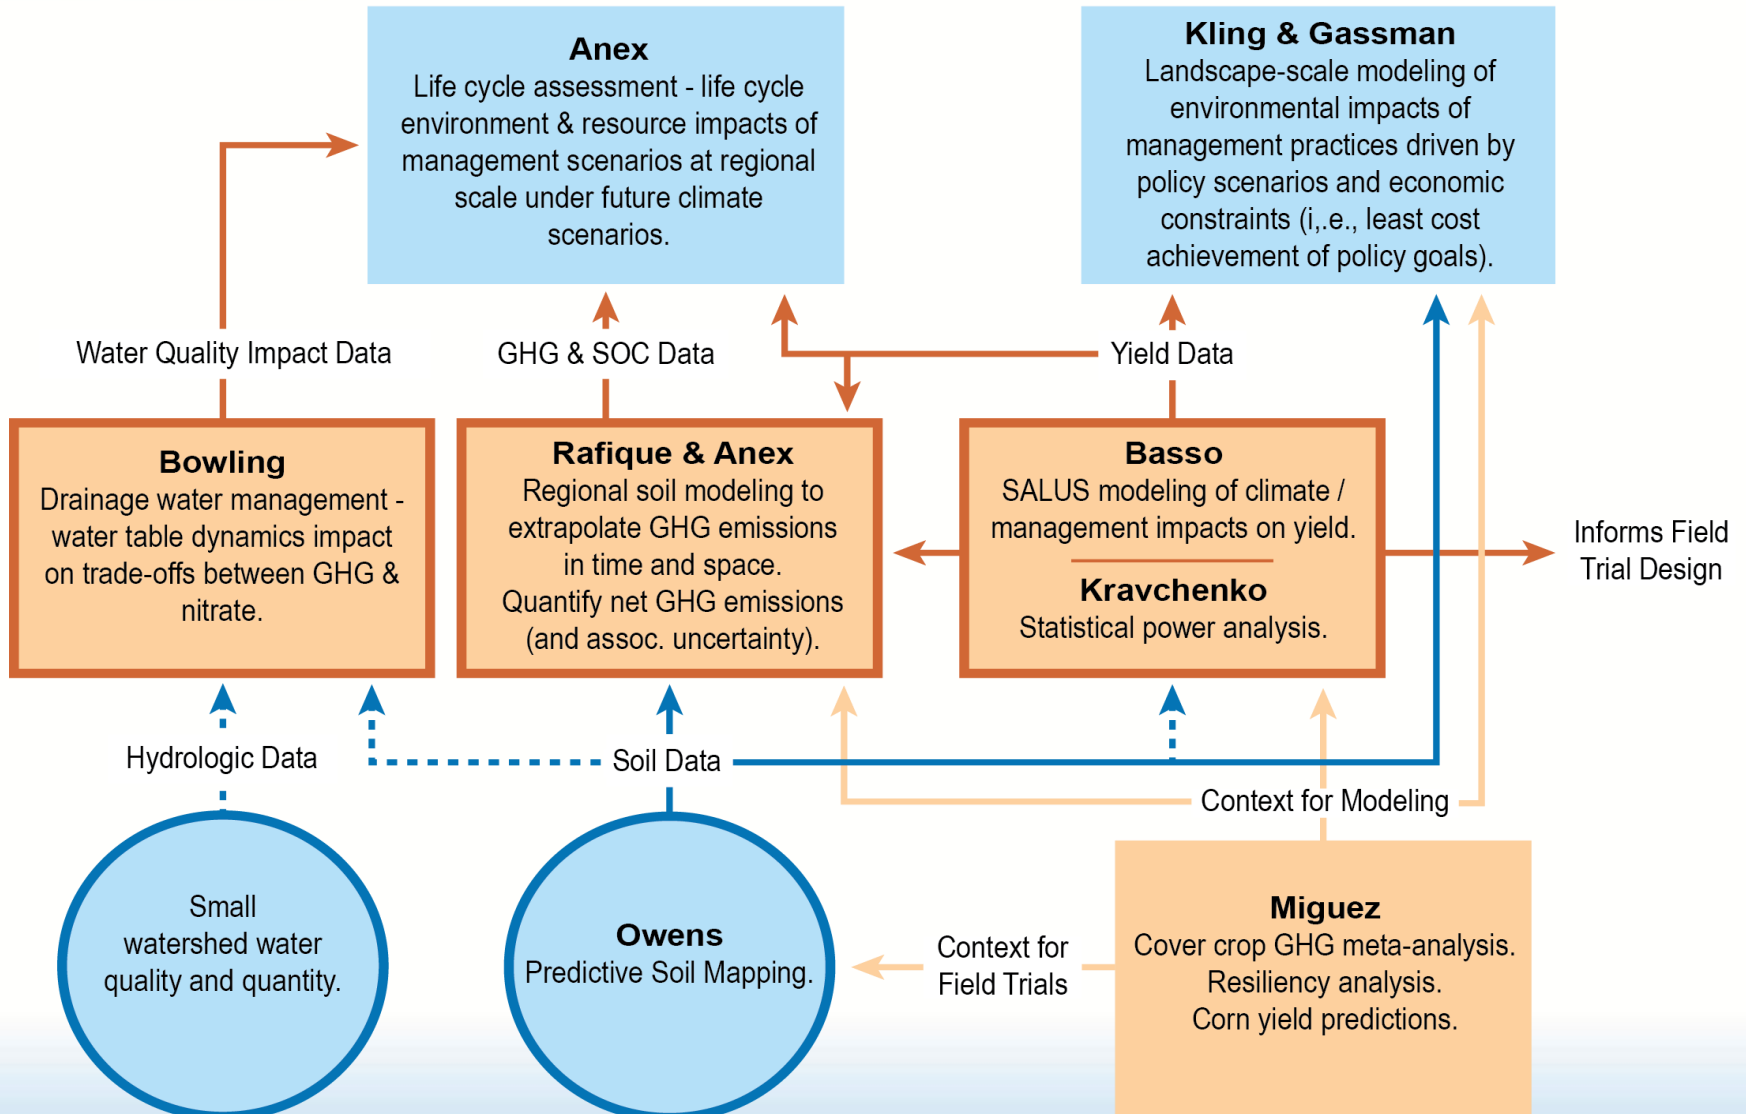 Anex
Life cycle assessment - life cycle
environment & resource impacts of
management scenarios at regional
scale under future climate
scenarios.
Kling & Gassman
Landscape-scale modeling of
environmental impacts of
management practices driven by
policy scenarios and economic
constraints (i,.e., least cost
achievement of policy goals).
Water Quality Impact Data
GHG & SOC Data
Yield Data
Bowling
Drainage water management -
water table dynamics impact
on trade-offs between GHG &
nitrate.
Rafique & Anex
Regional soil modeling to
extrapolate GHG emissions
in time and space.
Quantify net GHG emissions
(and assoc. uncertainty).
Basso
SALUS modeling of climate /
management impacts on yield.
Kravchenko
Statistical power analysis.
Informs Field
Trial Design
Hydrologic Data
Soil Data
Context for Modeling
Small
watershed water
quality and quantity.
Owens
Predictive Soil Mapping.
Context for
Field Trials
Miguez
Cover crop GHG meta-analysis.
Resiliency analysis.
Corn yield predictions.